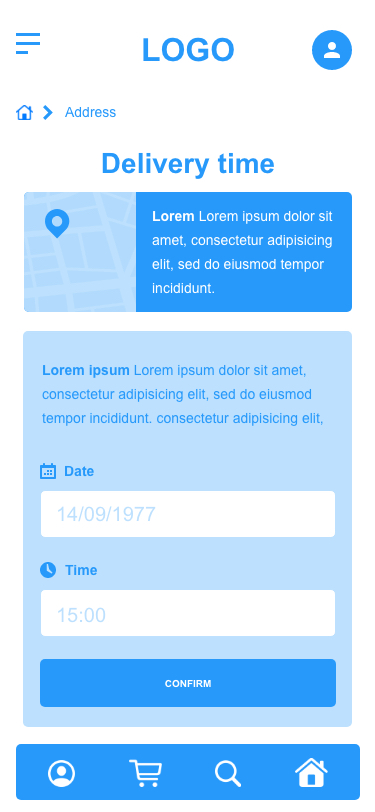 LOGO
Address
Delivery time
Lorem Lorem ipsum dolor sit
amet, consectetur adipisicing
elit, sed do eiusmod tempor
incididunt.
Lorem ipsum Lorem ipsum dolor sit amet,
consectetur adipisicing elit, sed do eiusmod
tempor incididunt. consectetur adipisicing elit,
Date
14/09/1977
Time
15:00
CONFIRM